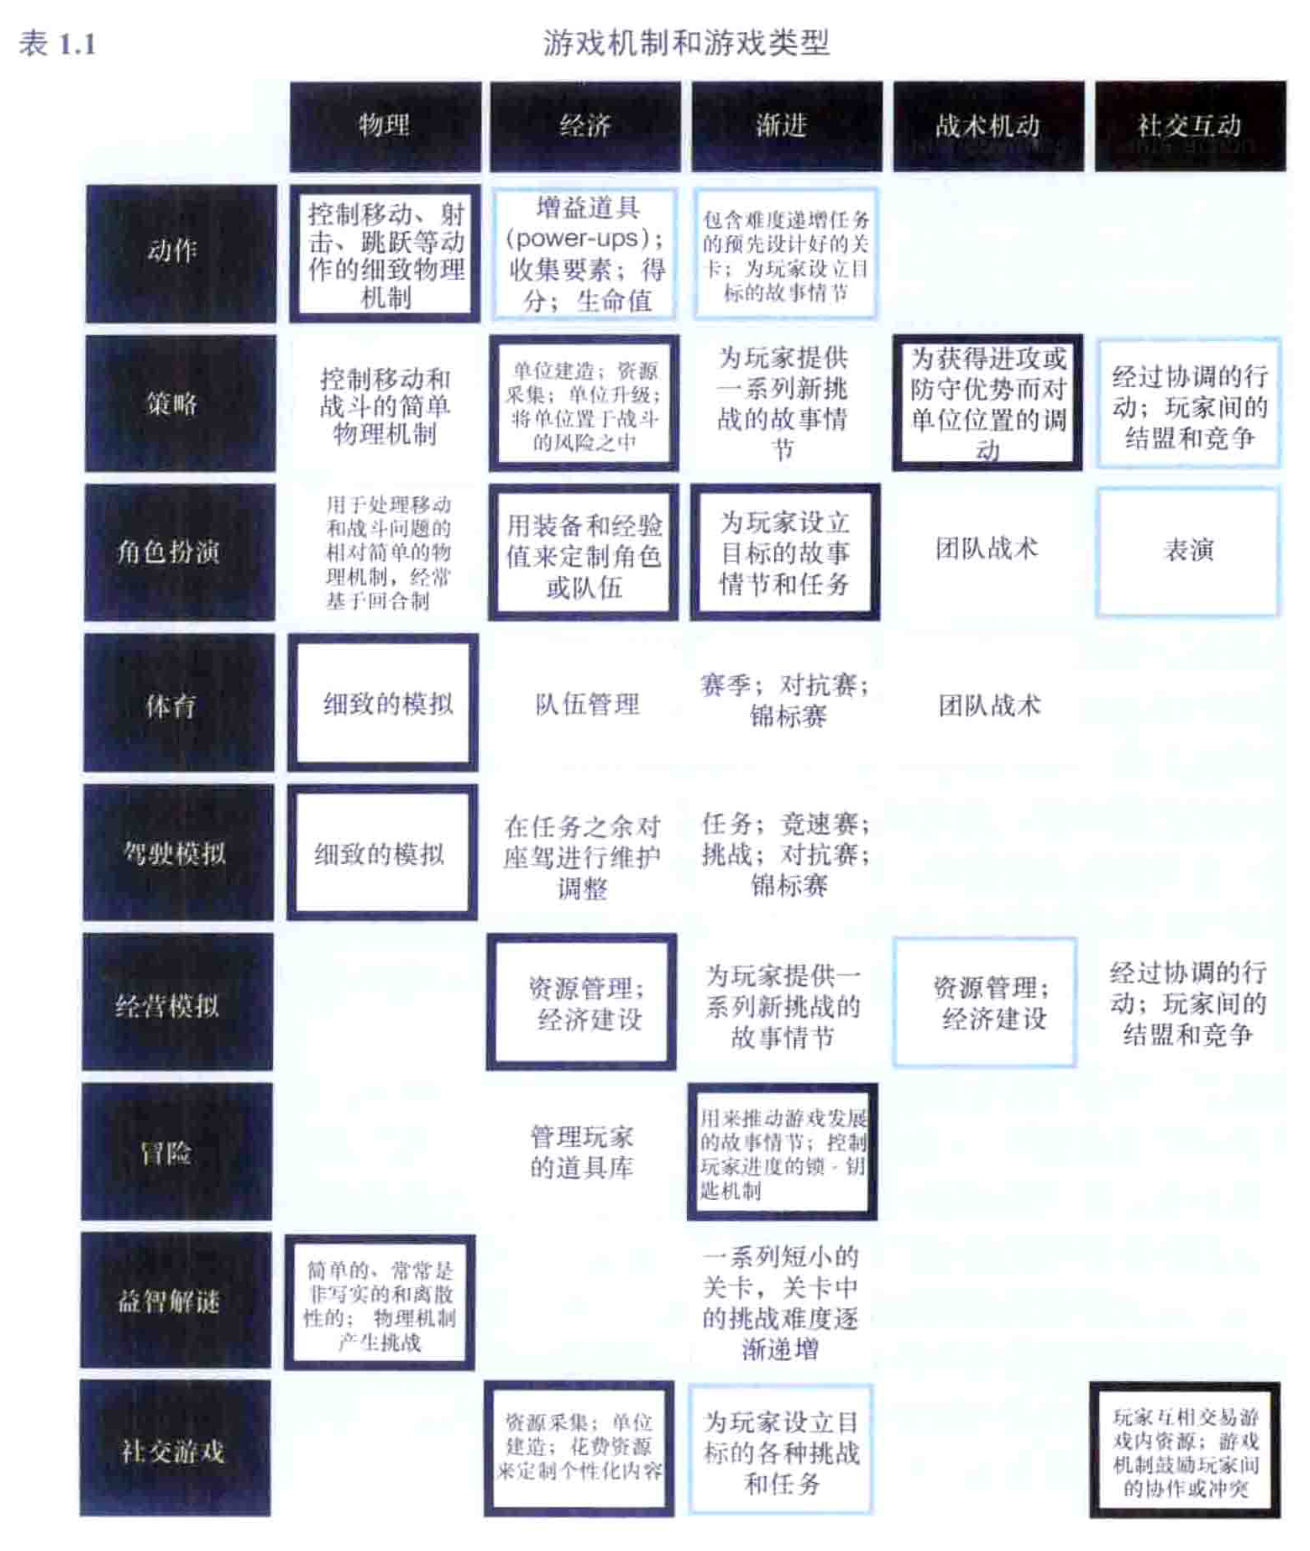 表 1.1
游戏机制和游戏类型
物理
经济
渐进
战术机动
社交互动
动作
控制移动、射
击、跳跃等动
作的细致物理
机制
增益道具
(power-ups)；
收集要素；得
分；生命值
包含难度递增任务
的预先设计好的关
卡；为玩家设立目
标的故事情节
策略
控制移动和
战斗的简单
物理机制
单位建造；资源
采集；单位升级；
将单位置于战斗
的风险之中
为玩家提供
一系列新挑
战的故事情
节
为获得进攻或
防守优势而对
单位位置的调
动
经过协调的行
动；玩家间的
结盟和竞争
角色扮演
用于处理移动
和战斗问题的
相对简单的物
理机制，经常
基于回合制
用装备和经验
值来定制角色
或队伍
为玩家设立
目标的故事
情节和任务
团队战术
表演
体育
细致的模拟
队伍管理
赛季；对抗赛；
锦标赛
团队战术
驾驶模拟
细致的模拟
在任务之余对
座驾进行维护
调整
任务；竞速赛；
挑战；对抗赛；
锦标赛
经营模拟
资源管理；
经济建设
为玩家提供一
系列新挑战的
故事情节
资源管理；
经济建设
经过协调的行
动；玩家间的
结盟和竞争
冒险
管理玩家
的道具库
用来推动游戏发展
的故事情节；控制
玩家进度的锁-钥
匙机制
益智解谜
简单的、常常是
非写实的和离散
性的；物理机制
产生挑战
一系列短小的
关卡，关卡中
的挑战难度逐
渐递增
社交游戏
资源采集；单位
建造；花费资源
来定制个性化内容
为玩家设立目
标的各种挑战
和任务
玩家互相交易游
戏内资源；游戏
机制鼓励玩家间
的协作或冲突